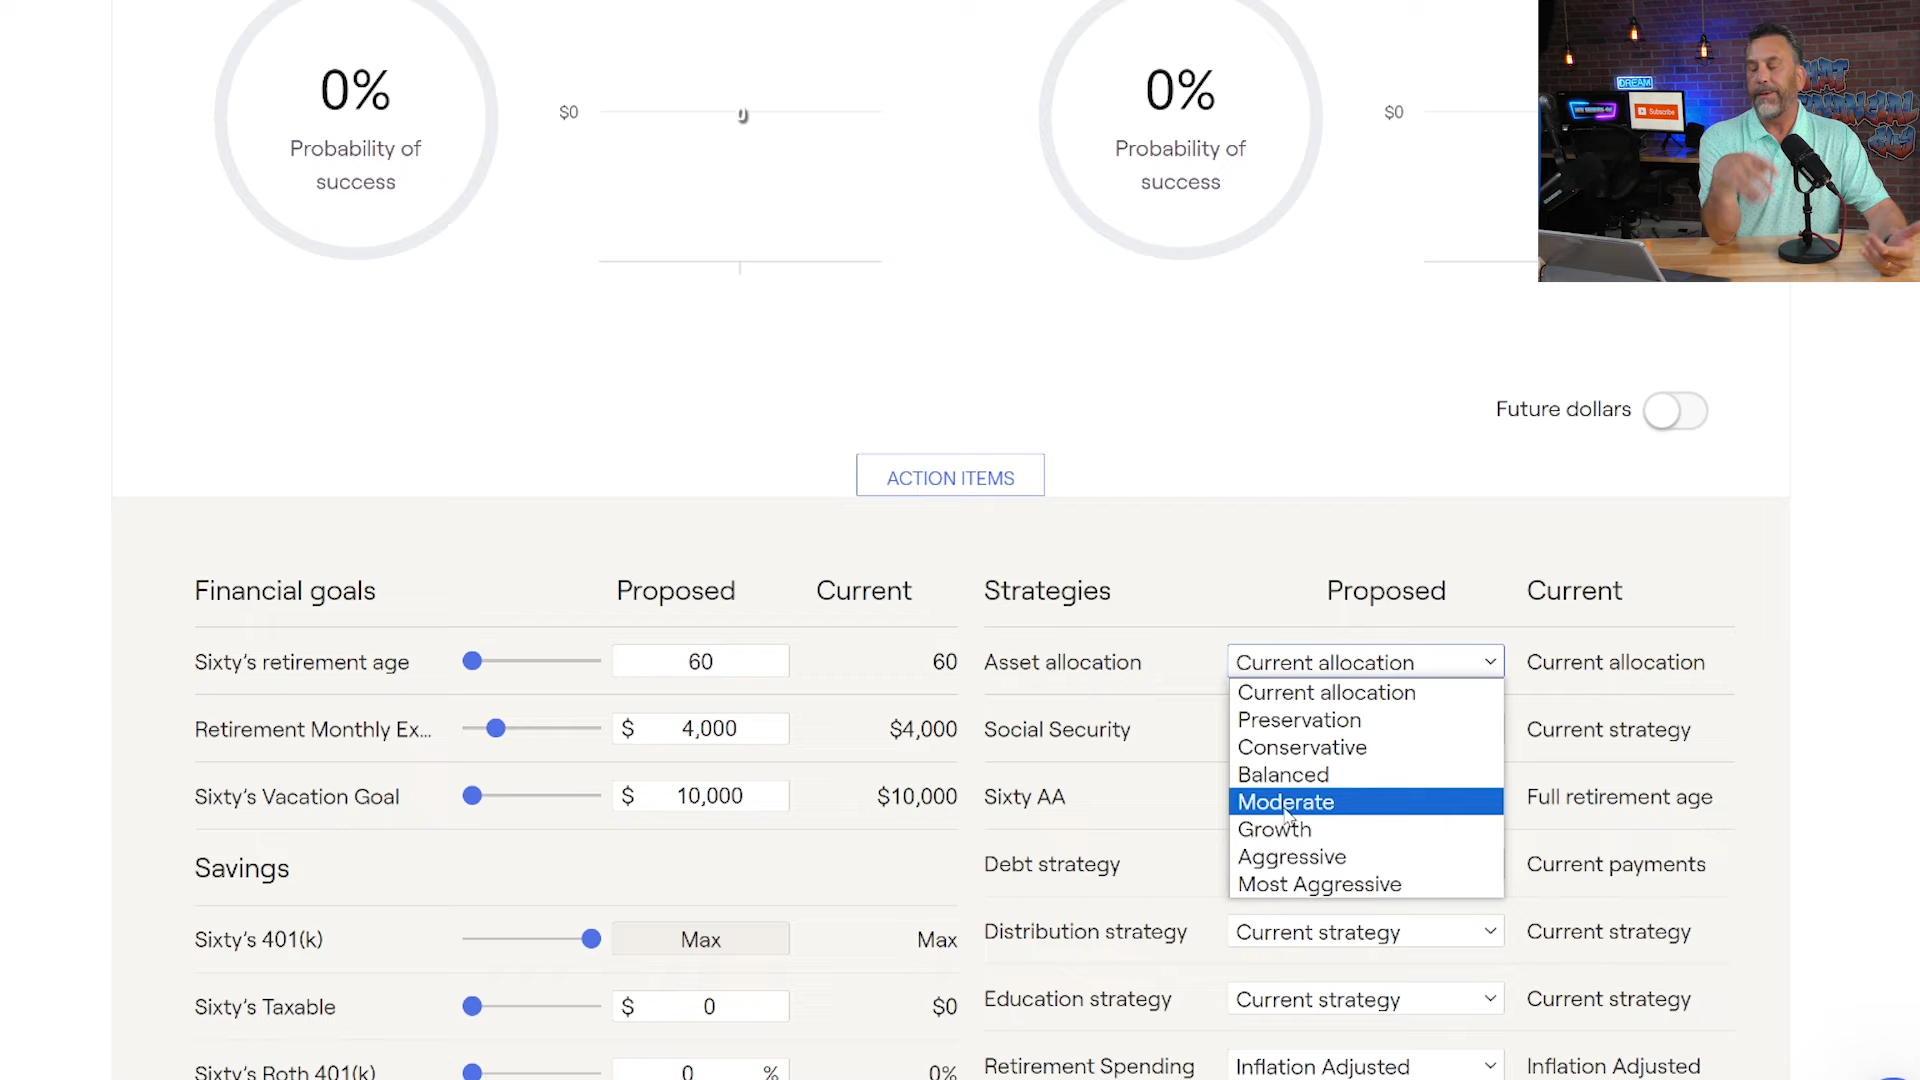 0%
Probability of
success
$0
0
0%
Probability of
success
$0
DREAM
Subscribe
Future dollars
ACTION ITEMS
Financial goals Proposed Current
Sixty's retirement age 60 60
Retirement Monthly Ex... $ 4,000 $4,000
Sixty's Vacation Goal $ 10,000 $10,000
Savings
Sixty's 401(k) Max Max
Sixty's Taxable $ 0 $0
Sixty's Roth 401(k) 0 % 0%
Strategies Proposed Current
Asset allocation Current allocation Current allocation
Current allocation
Preservation
Conservative
Balanced
Moderate
Growth
Aggressive
Most Aggressive
Social Security Current strategy
Sixty AA Full retirement age
Debt strategy Current payments
Distribution strategy Current strategy Current strategy
Education strategy Current strategy Current strategy
Retirement Spending Inflation Adjusted Inflation Adjusted